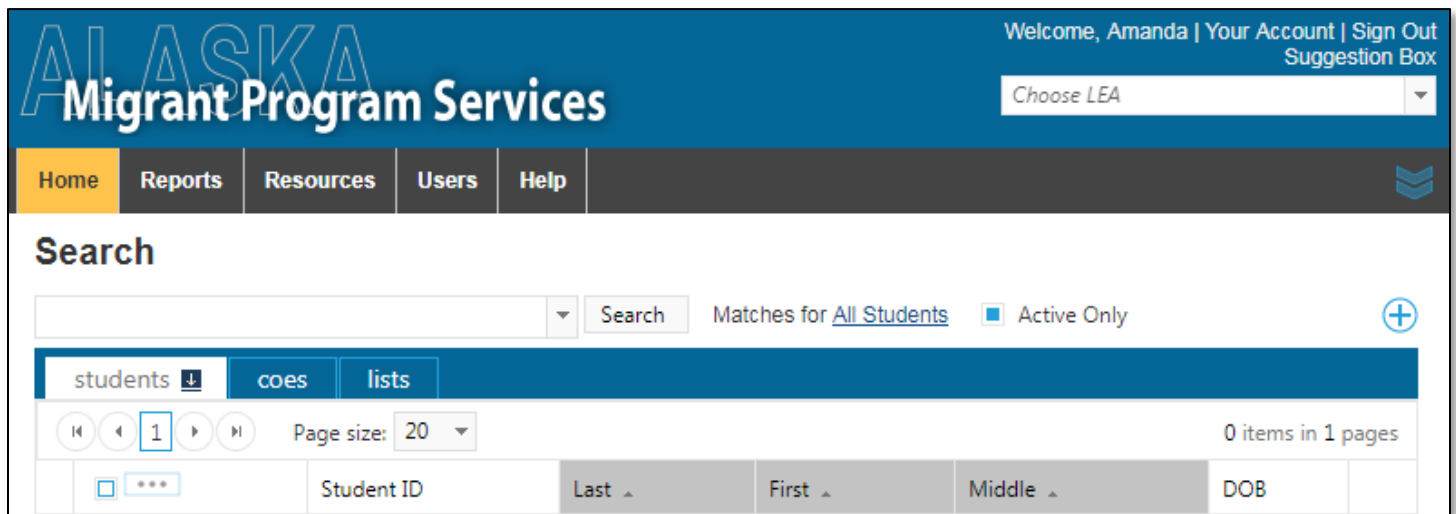 ALASKA
Migrant Program Services
Welcome, Amanda | Your Account | Sign Out
Suggestion Box
Choose LEA
Home Reports Resources Users Help
Search
Search Matches for All Students Active Only
students coes lists
1 Page size: 20 0 items in 1 pages
Student ID Last First Middle DOB